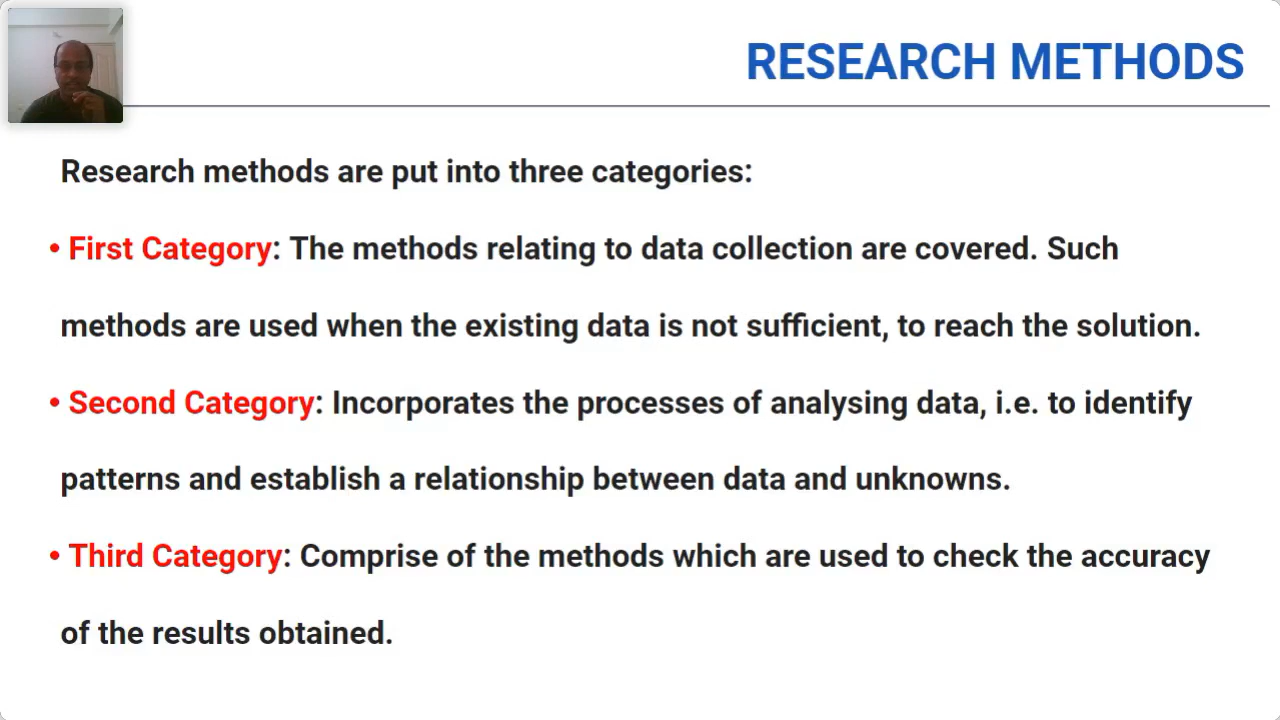 RESEARCH METHODS
Research methods are put into three categories:
• First Category: The methods relating to data collection are covered. Such
methods are used when the existing data is not sufficient, to reach the solution.
• Second Category: Incorporates the processes of analysing data, i.e. to identify
patterns and establish a relationship between data and unknowns.
• Third Category: Comprise of the methods which are used to check the accuracy
of the results obtained.